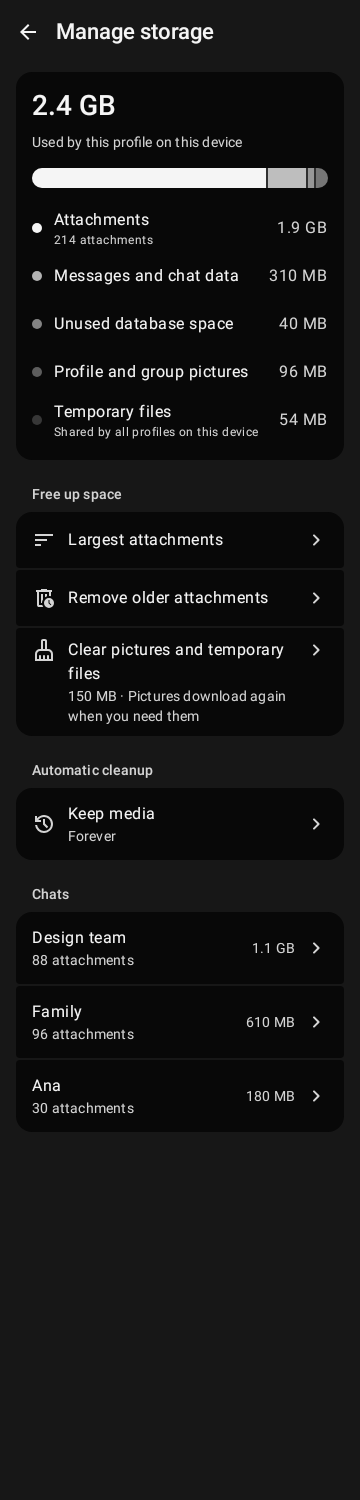 Manage storage
2.4 GB
Used by this profile on this device
Attachments
214 attachments
1.9 GB
Messages and chat data
310 MB
Unused database space
40 MB
Profile and group pictures
96 MB
Temporary files
Shared by all profiles on this device
54 MB
Free up space
Largest attachments
Remove older attachments
Clear pictures and temporary
files
150 MB · Pictures download again
when you need them
Automatic cleanup
Keep media
Forever
Chats
Design team
88 attachments
1.1 GB
Family
96 attachments
610 MB
Ana
30 attachments
180 MB